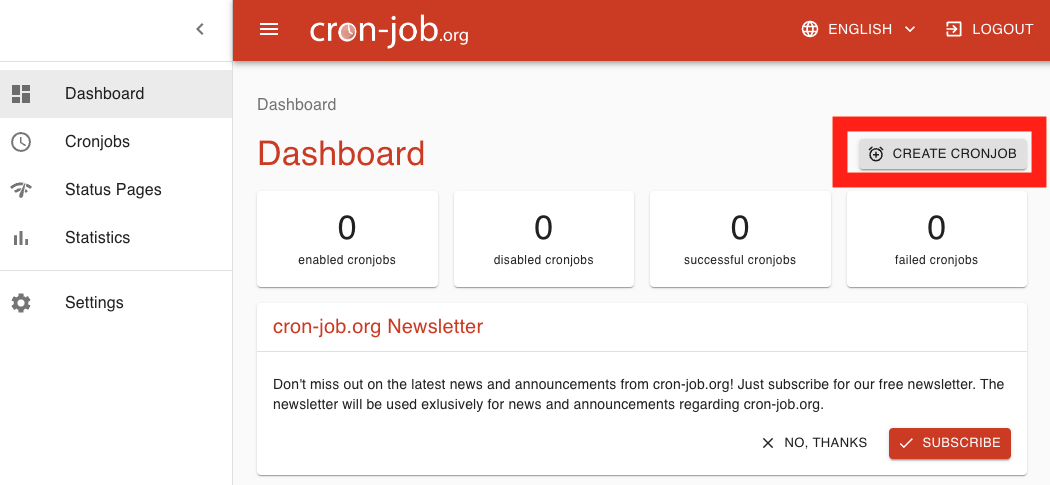 cron-job.org
ENGLISH
LOGOUT
Dashboard
Cronjobs
Status Pages
Statistics
Settings
Dashboard
Dashboard
CREATE CRONJOB
0
enabled cronjobs
0
disabled cronjobs
0
successful cronjobs
0
failed cronjobs
cron-job.org Newsletter
Don't miss out on the latest news and announcements from cron-job.org! Just subscribe for our free newsletter. The
newsletter will be used exlusively for news and announcements regarding cron-job.org.
NO, THANKS
SUBSCRIBE